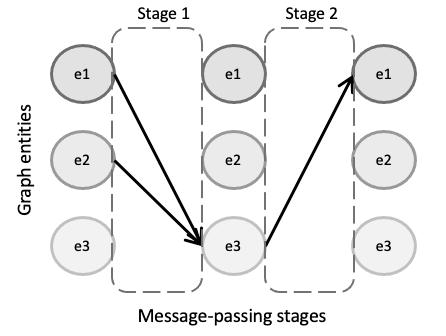 Stage 1 Stage 2
e1 e1 e1
Graph entities
e2 e2 e2
e3 e3 e3
Message-passing stages